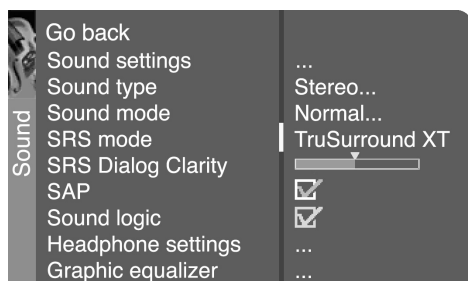 Sound
Go back
Sound settings ...
Sound type Stereo...
Sound mode Normal...
SRS mode TruSurround XT
SRS Dialog Clarity
SAP
Sound logic
Headphone settings ...
Graphic equalizer ...